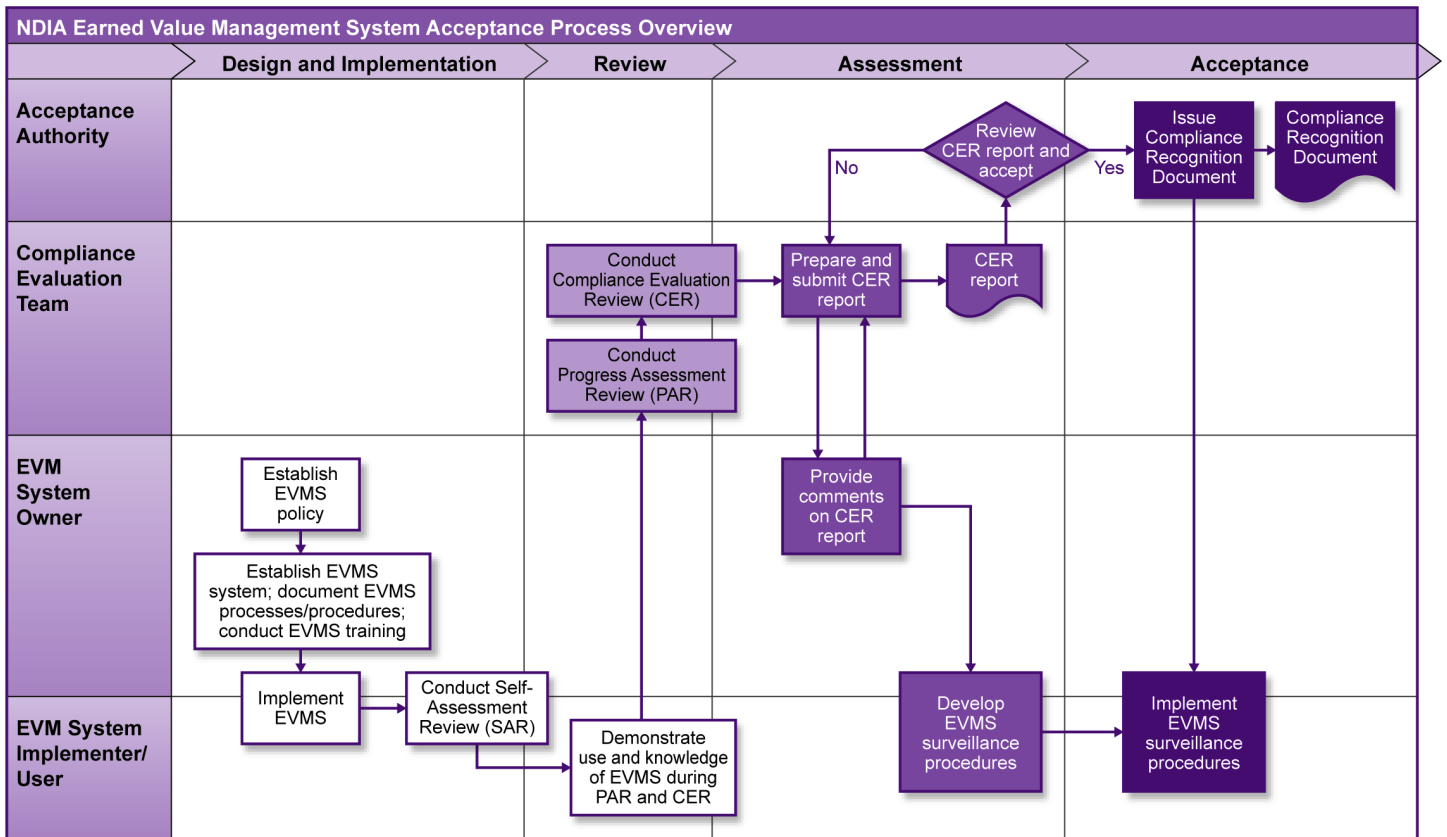 NDIA Earned Value Management System Acceptance Process Overview
Design and Implementation
Review
Assessment
Acceptance
Acceptance
Authority
Review
CER report and
accept
No
Yes
Issue
Compliance
Recognition
Document
Compliance
Recognition
Document
Compliance
Evaluation
Team
Conduct
Compliance Evaluation
Review (CER)
Prepare and
submit CER
report
CER
report
Conduct
Progress Assessment
Review (PAR)
EVM
System
Owner
Establish
EVMS
policy
Establish EVMS
system; document EVMS
processes/procedures;
conduct EVMS training
Provide
comments
on CER
report
Implement
EVMS
Conduct Self-
Assessment
Review (SAR)
EVM System
Implementer/
User
Demonstrate
use and knowledge
of EVMS during
PAR and CER
Develop
EVMS
surveillance
procedures
Implement
EVMS
surveillance
procedures